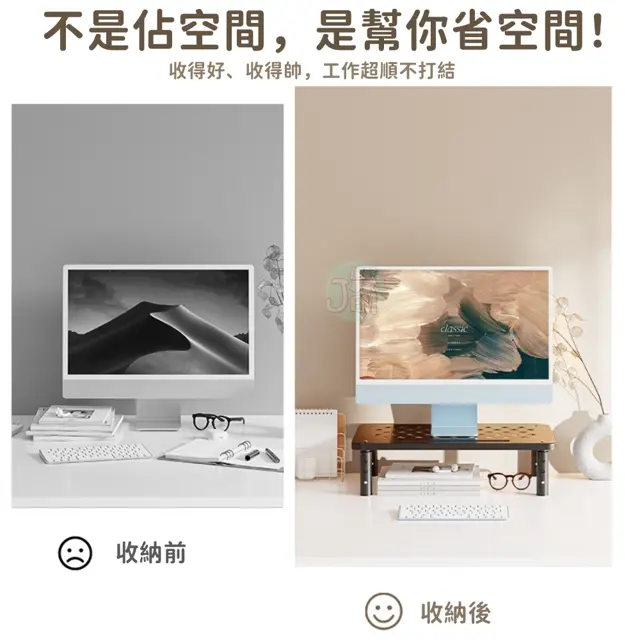 不是佔空間，是幫你省空間！
收得好、收得帥，工作超順不打結
classic
收納前
收納後